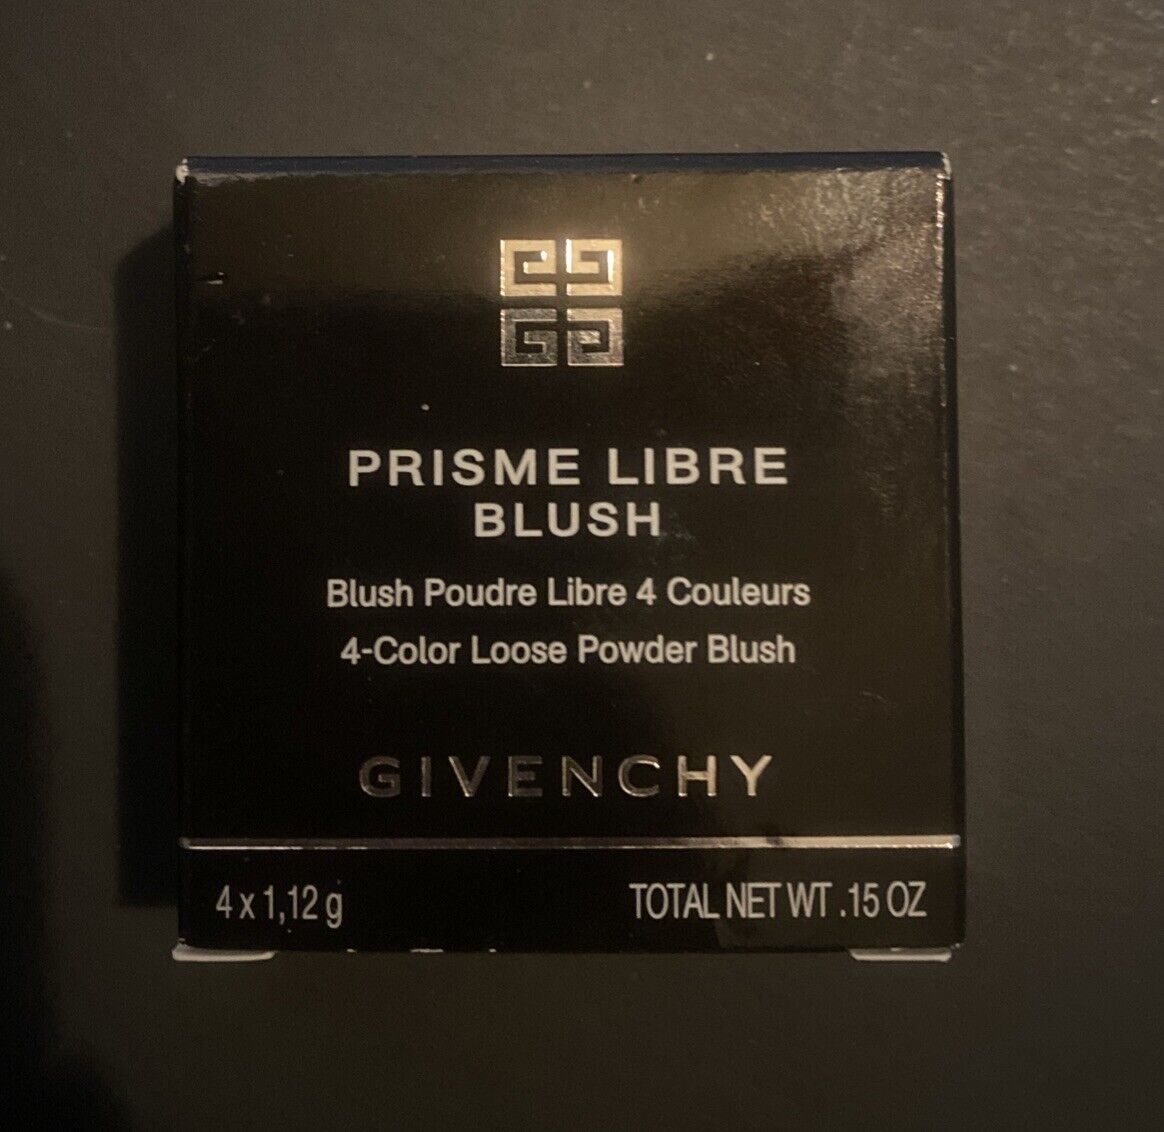 PRISME LIBRE
BLUSH
Blush Poudre Libre 4 Couleurs
4-Color Loose Powder Blush
GIVENCHY
4 x 1,12 g
TOTAL NET WT .15 OZ